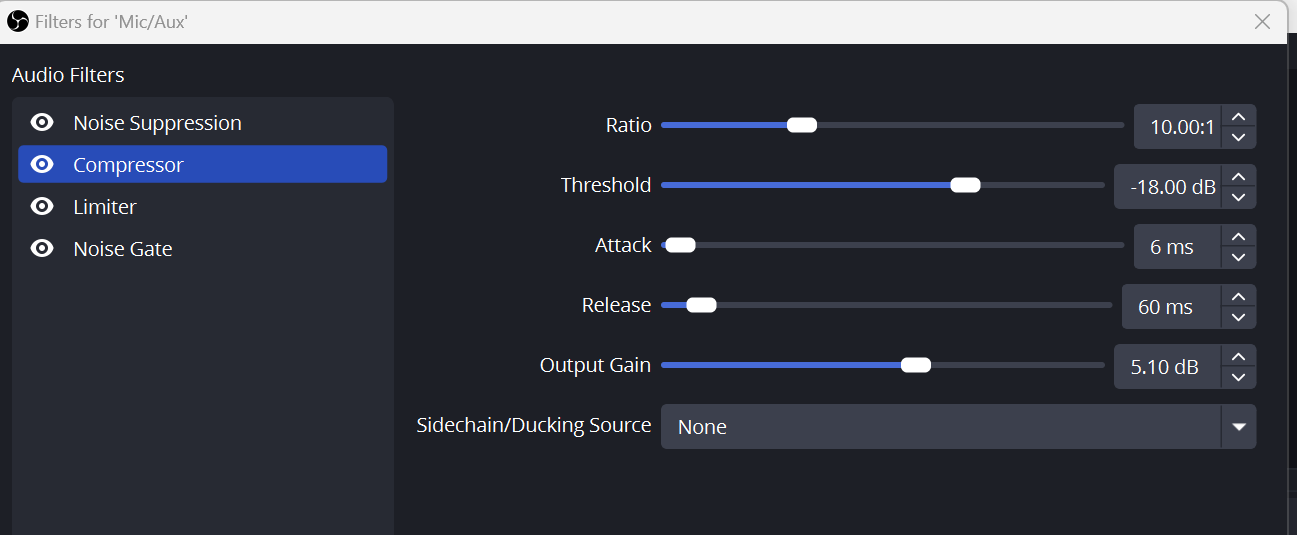 Filters for 'Mic/Aux'
Audio Filters
Noise Suppression
Compressor
Limiter
Noise Gate
Ratio 10.00:1
Threshold -18.00 dB
Attack 6 ms
Release 60 ms
Output Gain 5.10 dB
Sidechain/Ducking Source None